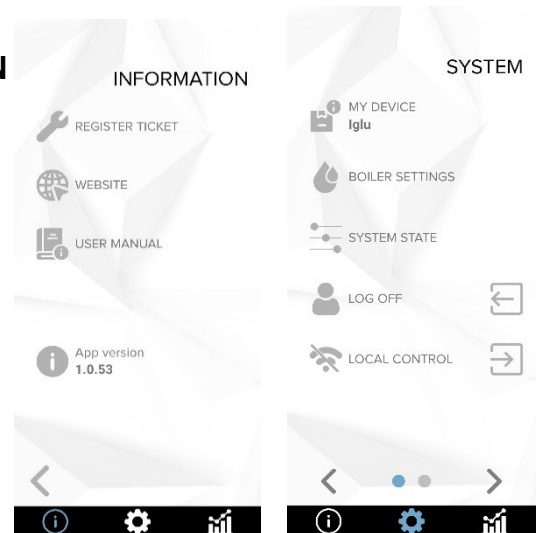 N
INFORMATION
REGISTER TICKET
WEBSITE
USER MANUAL
App version
1.0.53
SYSTEM
MY DEVICE
Iglu
BOILER SETTINGS
SYSTEM STATE
LOG OFF
LOCAL CONTROL